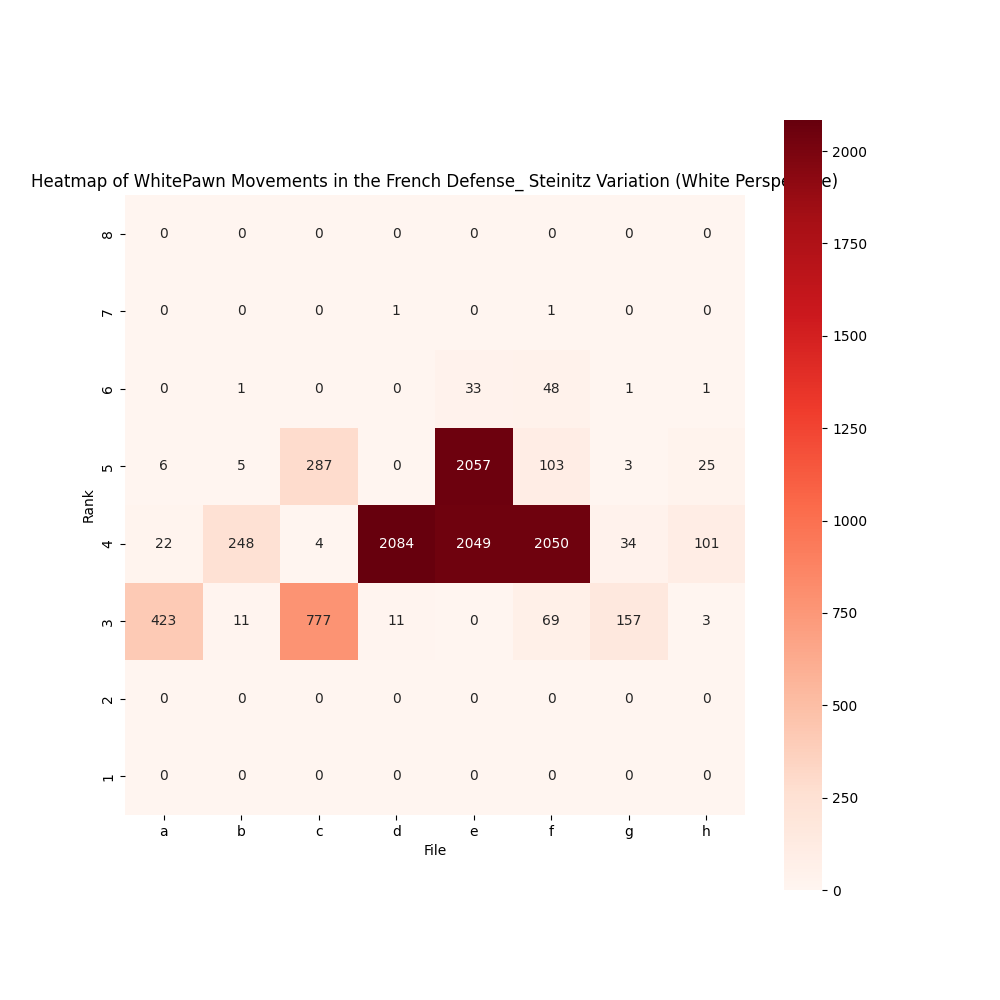 Heatmap of WhitePawn Movements in the French Defense_ Steinitz Variation (White Perspe e)
8 0 0 0 0 0 0 0 0
7 0 0 0 1 0 1 0 0
6 0 1 0 0 33 48 1 1
5 6 5 287 0 2057 103 3 25
Rank
4 22 248 4 2084 2049 2050 34 101
3 423 11 777 11 0 69 157 3
2 0 0 0 0 0 0 0 0
1 0 0 0 0 0 0 0 0
a b c d e f g h
File
2000
1750
1500
1250
1000
750
500
250
0